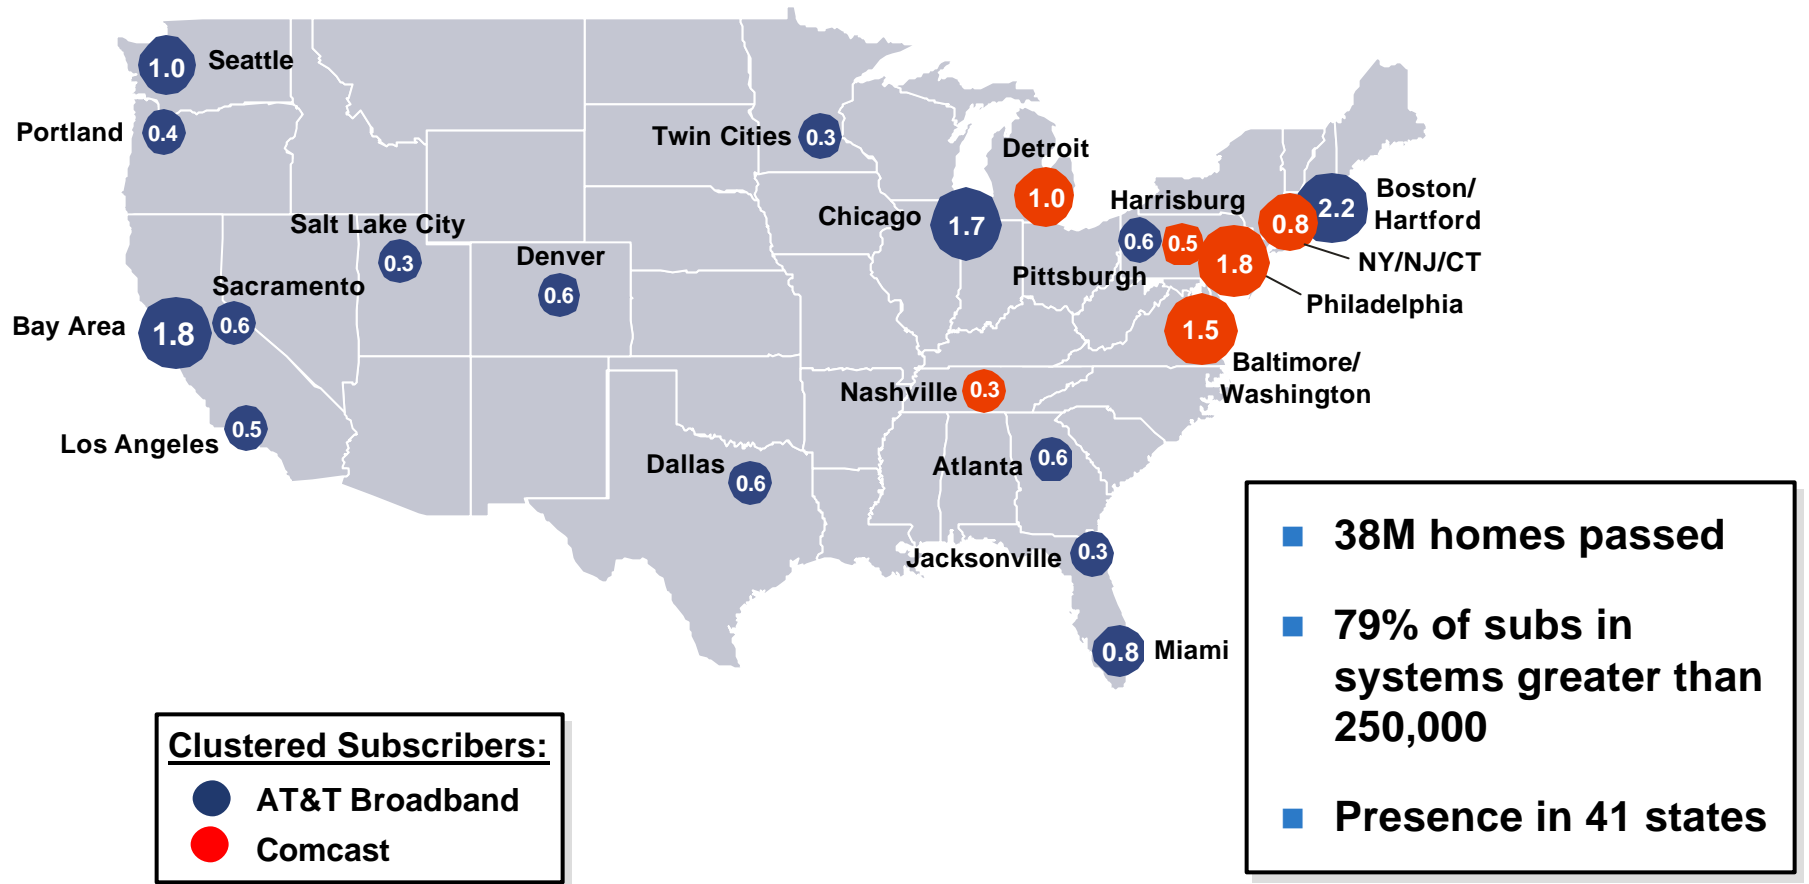 1.0 Seattle
Portland 0.4
Twin Cities 0.3
Detroit
1.0
Chicago 1.7
Harrisburg
0.6 0.5
Pittsburgh
2.2 Boston/
Hartford
0.8
NY/NJ/CT
1.8
Philadelphia
1.5
Baltimore/
Washington
Salt Lake City
0.3
Denver
0.6
Sacramento
0.6
Bay Area 1.8
Los Angeles 0.5
Nashville 0.3
Dallas 0.6
Atlanta 0.6
Jacksonville 0.3
0.8 Miami
Clustered Subscribers:
AT&T Broadband
Comcast
38M homes passed
79% of subs in
systems greater than
250,000
Presence in 41 states